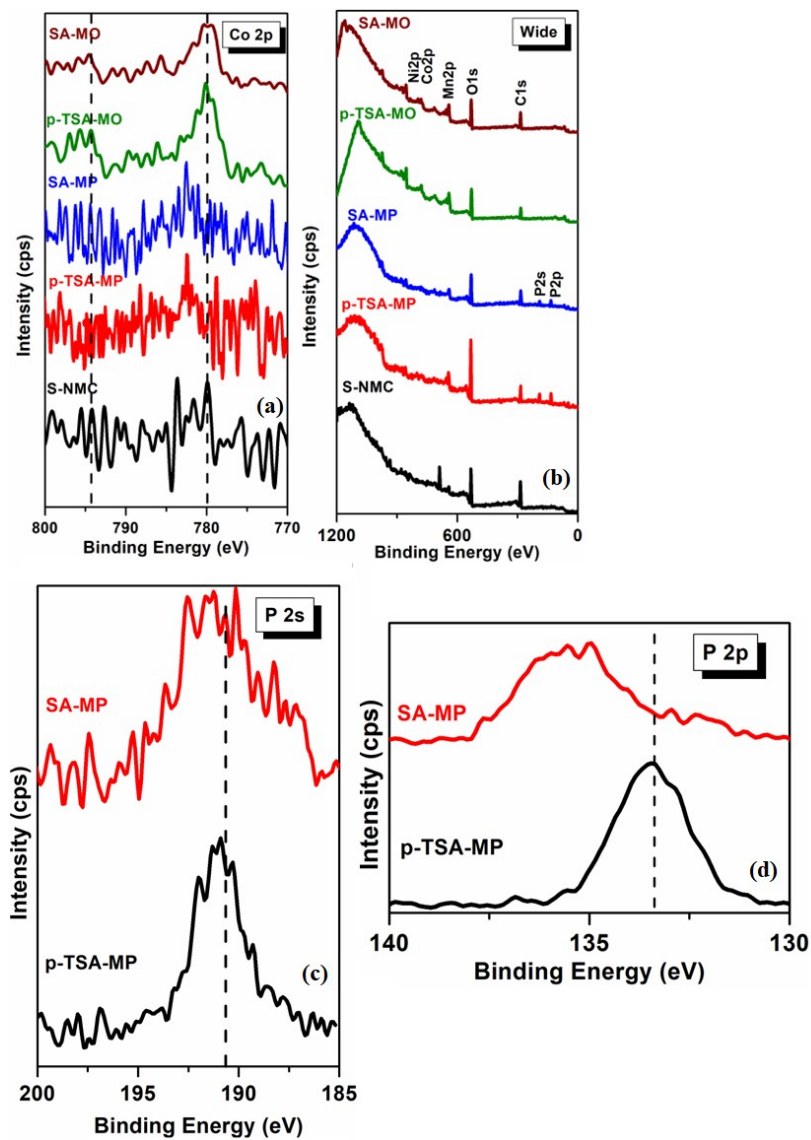 SA-MO
Co 2p
p-TSA-MO
SA-MP
p-TSA-MP
S-NMC
(a)
Intensity (cps)
800 790 780 770
Binding Energy (eV)
SA-MO
Wide
Ni2p
Co2p
Mn2p
O1s
C1s
p-TSA-MO
SA-MP
P2s
P2p
p-TSA-MP
S-NMC
(b)
Intensity (cps)
1200 600 0
Binding Energy (eV)
P 2s
SA-MP
p-TSA-MP
(c)
Intensity (cps)
200 195 190 185
Binding Energy (eV)
P 2p
SA-MP
p-TSA-MP
(d)
Intensity (cps)
140 135 130
Binding Energy (eV)